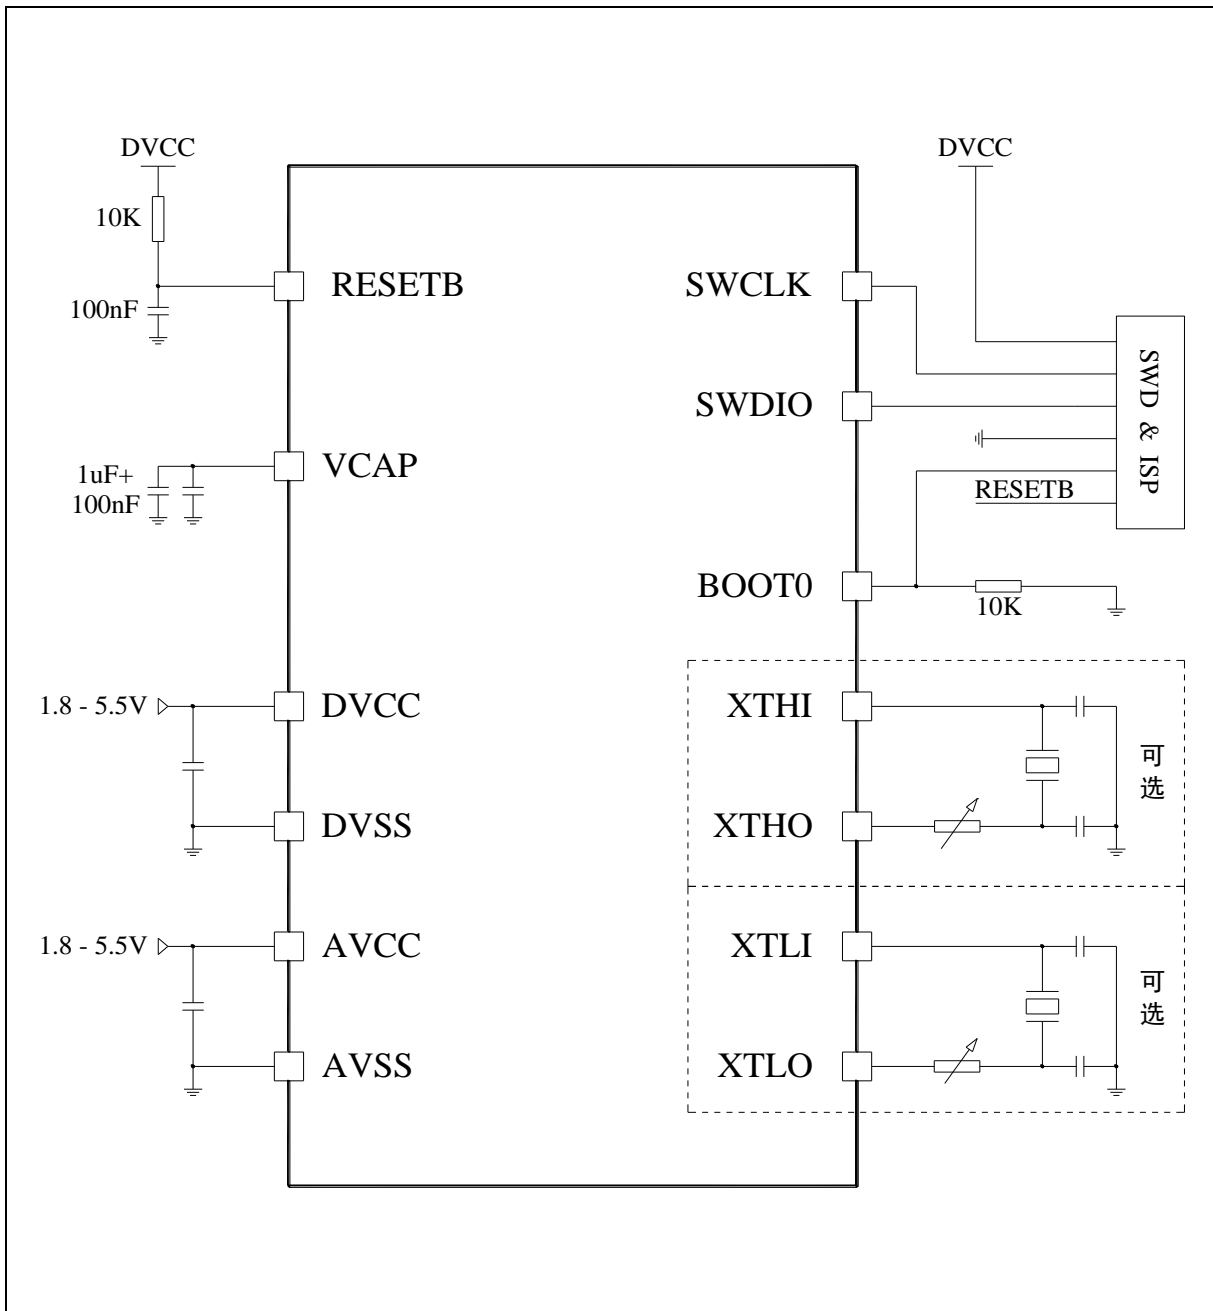 DVCC
DVCC
10K
RESETB
SWCLK
100nF
SWD & ISP
SWDIO
VCAP
1uF+
100nF
RESETB
BOOT0
10K
1.8 - 5.5V
DVCC
XTHI
可选
DVSS
XTHO
1.8 - 5.5V
AVCC
XTLI
可选
AVSS
XTLO